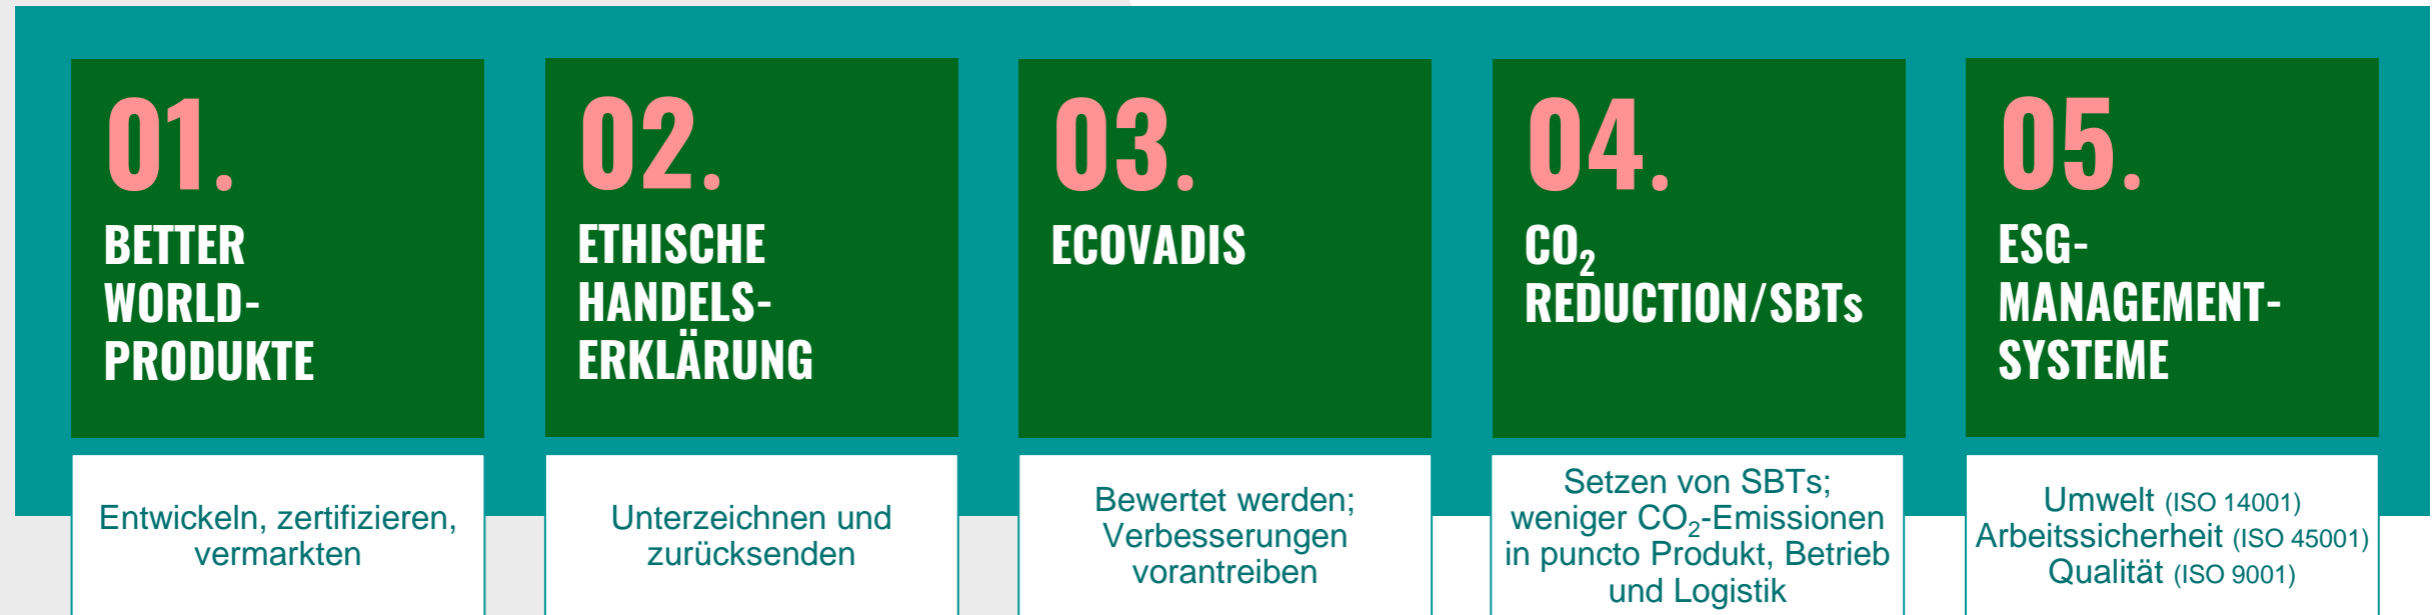 01.
BETTER
WORLD-
PRODUKTE
Entwickeln, zertifizieren,
vermarkten
02.
ETHISCHE
HANDELS-
ERKLÄRUNG
Unterzeichnen und
zurücksenden
03.
ECOVADIS
Bewertet werden;
Verbesserungen
vorantreiben
04.
CO₂
REDUCTION/SBTs
Setzen von SBTs;
weniger CO₂-Emissionen
in puncto Produkt, Betrieb
und Logistik
05.
ESG-
MANAGEMENT-
SYSTEME
Umwelt (ISO 14001)
Arbeitssicherheit (ISO 45001)
Qualität (ISO 9001)